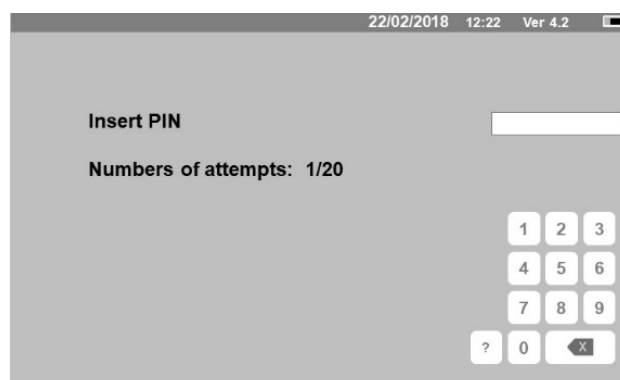 22/02/2018 12:22 Ver 4.2
Insert PIN
Numbers of attempts: 1/20
1 2 3
4 5 6
7 8 9
? 0 X